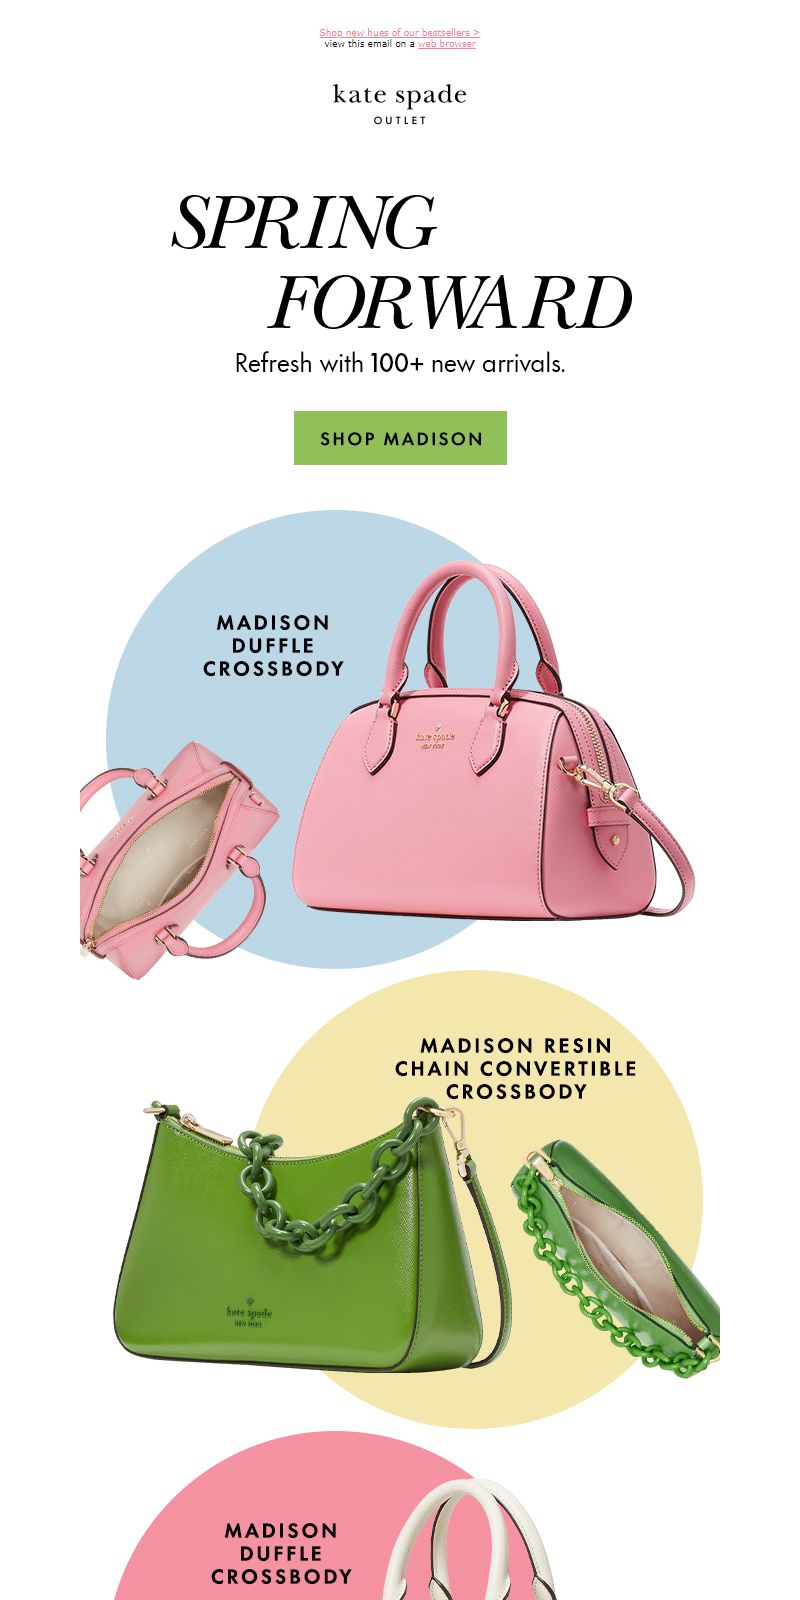 Shop new hues of our bestsellers >
view this email on a web browser
kate spade
OUTLET
SPRING
FORWARD
Refresh with 100+ new arrivals.
SHOP MADISON
MADISON
DUFFLE
CROSSBODY
kate spade
NEW YORK
MADISON RESIN
CHAIN CONVERTIBLE
CROSSBODY
kate spade
NEW YORK
MADISON
DUFFLE
CROSSBODY